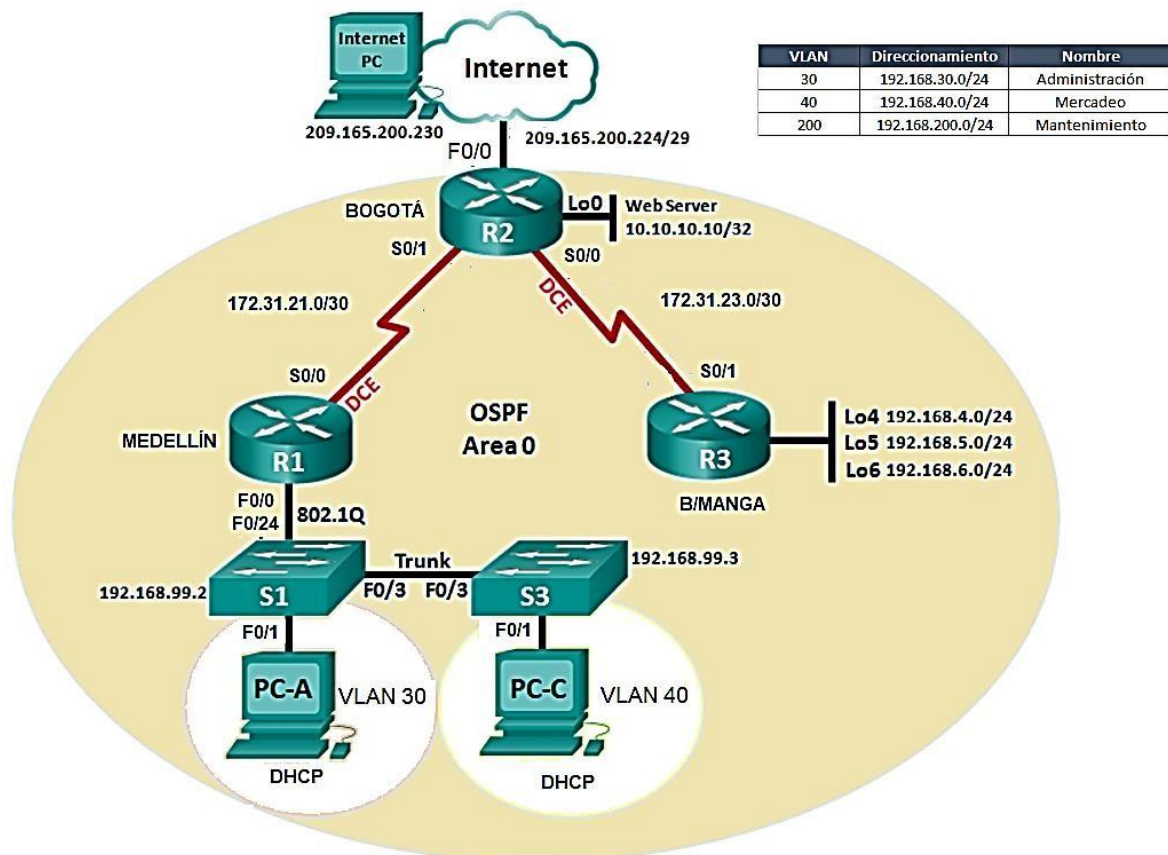 Internet
PC
Internet
209.165.200.230
209.165.200.224/29
F0/0
VLAN Direccionamiento Nombre
30 192.168.30.0/24 Administración
40 192.168.40.0/24 Mercadeo
200 192.168.200.0/24 Mantenimiento
BOGOTÁ
R2
Lo0
Web Server
10.10.10.10/32
S0/1
S0/0
DCE
172.31.21.0/30
172.31.23.0/30
S0/0
DCE
S0/1
OSPF
Area 0
MEDELLÍN
R1
R3
B/MANGA
Lo4 192.168.4.0/24
Lo5 192.168.5.0/24
Lo6 192.168.6.0/24
F0/0
F0/24
802.1Q
Trunk
192.168.99.3
192.168.99.2
S1
F0/3 F0/3
S3
F0/1
F0/1
PC-A
VLAN 30
PC-C
VLAN 40
DHCP
DHCP